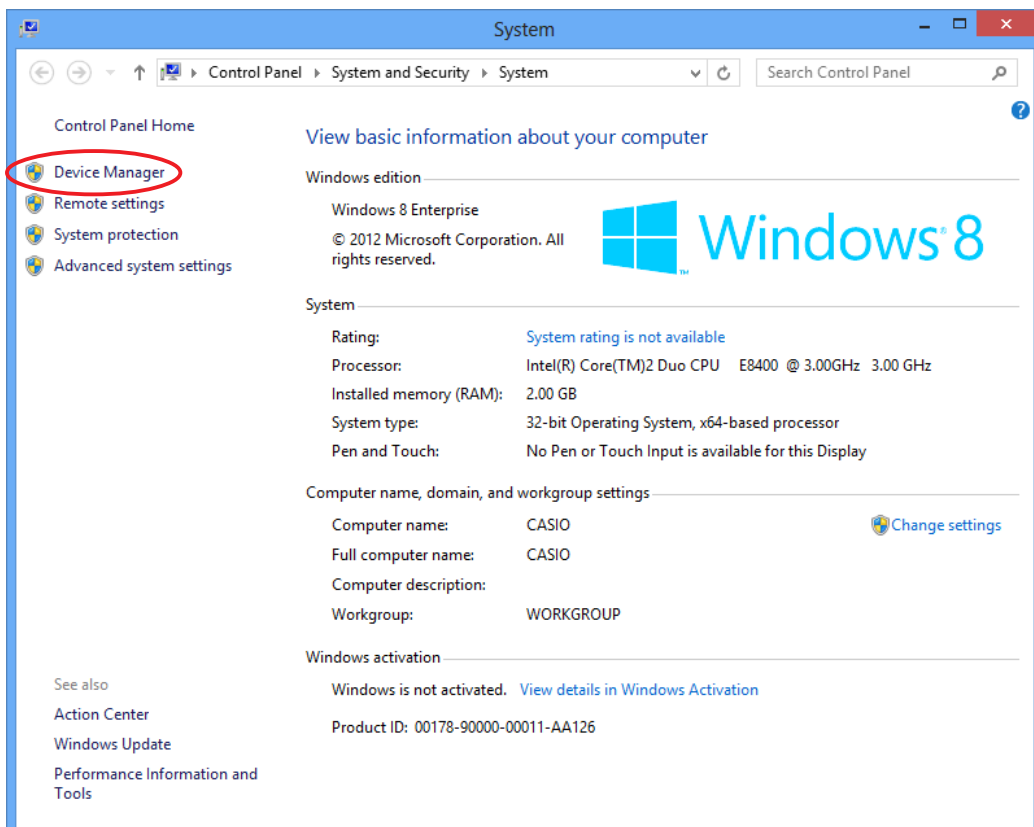 System
Control Panel System and Security System
Search Control Panel
Control Panel Home
Device Manager
Remote settings
System protection
Advanced system settings
See also
Action Center
Windows Update
Performance Information and
Tools
View basic information about your computer
Windows edition
Windows 8 Enterprise
© 2012 Microsoft Corporation. All
rights reserved.
Windows® 8
™
System
Rating: System rating is not available
Processor: Intel(R) Core(TM)2 Duo CPU E8400 @ 3.00GHz 3.00 GHz
Installed memory (RAM): 2.00 GB
System type: 32-bit Operating System, x64-based processor
Pen and Touch: No Pen or Touch Input is available for this Display
Computer name, domain, and workgroup settings
Computer name: CASIO Change settings
Full computer name: CASIO
Computer description:
Workgroup: WORKGROUP
Windows activation
Windows is not activated. View details in Windows Activation
Product ID: 00178-90000-00011-AA126